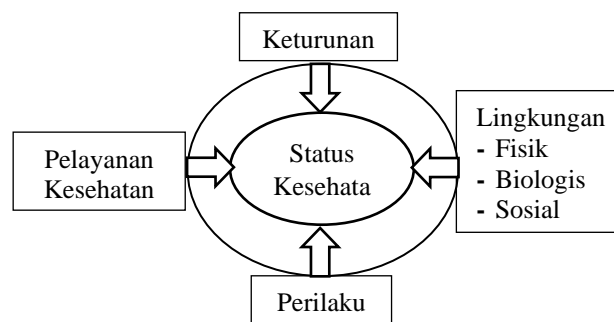 Keturunan
Pelayanan
Kesehatan
Status
Kesehata
Lingkungan
- Fisik
- Biologis
- Sosial
Perilaku